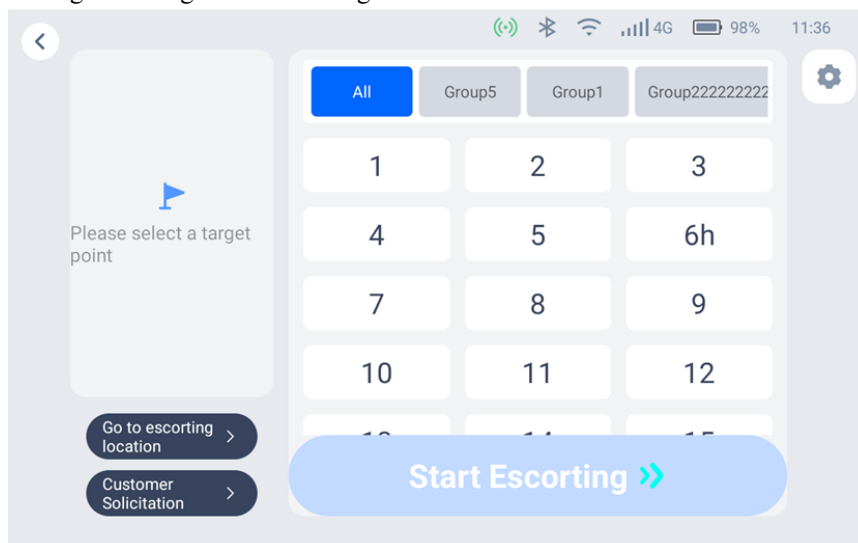 4G 98% 11:36
All Group5 Group1 Group222222222
Please select a target
point
1 2 3
4 5 6h
7 8 9
10 11 12
Go to escorting
location
Customer
Solicitation
Start Escorting